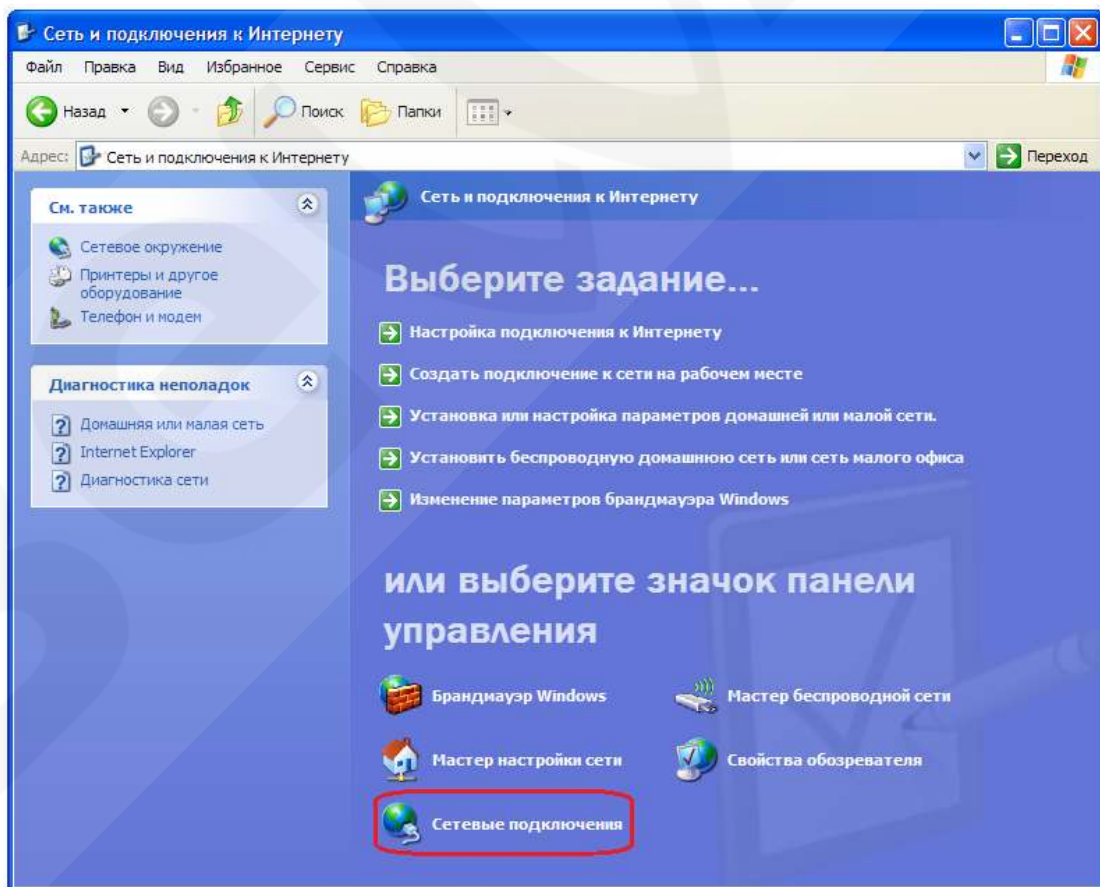 Сеть и подключения к Интернету
Файл Правка Вид Избранное Сервис Справка
Назад Поиск Папки
Адрес: Сеть и подключения к Интернету Переход
См. также
Сетевое окружение
Принтеры и другое
оборудование
Телефон и модем
Диагностика неполадок
Домашняя или малая сеть
Internet Explorer
Диагностика сети
Сеть и подключения к Интернету
Выберите задание...
Настройка подключения к Интернету
Создать подключение к сети на рабочем месте
Установка или настройка параметров домашней или малой сети.
Установить беспроводную домашнюю сеть или сеть малого офиса
Изменение параметров брандмауэра Windows
или выберите значок панели
управления
Брандмауэр Windows Мастер беспроводной сети
Мастер настройки сети Свойства обозревателя
Сетевые подключения